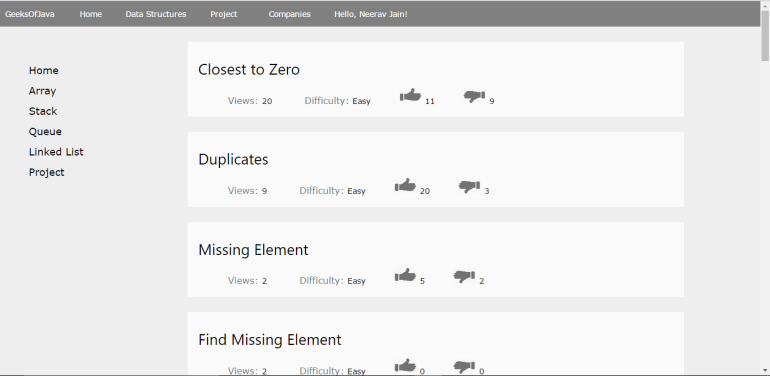 GeeksOfJava Home Data Structures Project Companies Hello, Neerav Jain!
Home
Array
Stack
Queue
Linked List
Project
Closest to Zero
Views: 20 Difficulty: Easy 11 9
Duplicates
Views: 9 Difficulty: Easy 20 3
Missing Element
Views: 2 Difficulty: Easy 5 2
Find Missing Element
Views: 2 Difficulty: Easy 0 0